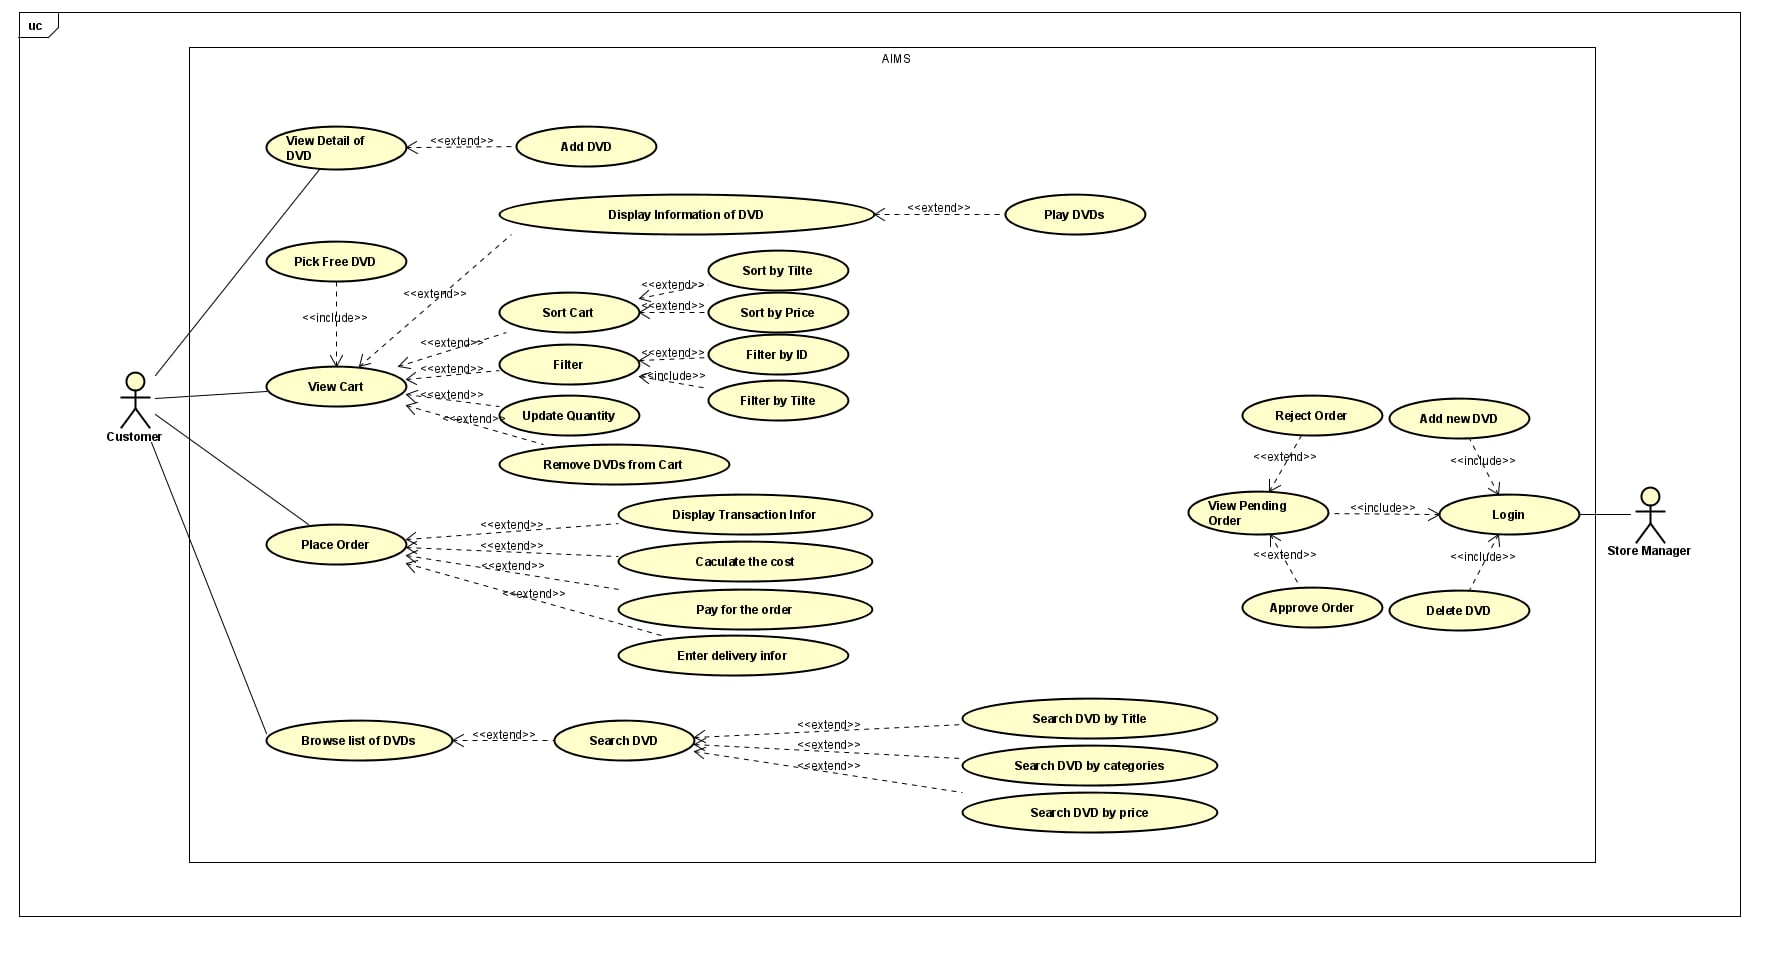 uc
AIMS
View Detail of
DVD
<<extend>>
Add DVD
Display Information of DVD
<<extend>>
Play DVDs
Pick Free DVD
<<include>>
<<extend>>
Sort by Tilte
<<extend>>
Sort Cart
<<extend>>
Sort by Price
<<extend>>
Filter
<<extend>>
Filter by ID
<<include>>
Filter by Tilte
View Cart
<<extend>>
<<extend>>
Update Quantity
<<extend>>
Remove DVDs from Cart
Customer
Place Order
<<extend>>
Display Transaction Infor
<<extend>>
Caculate the cost
<<extend>>
Pay for the order
<<extend>>
Enter delivery infor
Browse list of DVDs
<<extend>>
Search DVD
<<extend>>
Search DVD by Title
<<extend>>
Search DVD by categories
<<extend>>
Search DVD by price
Reject Order
Add new DVD
<<extend>>
<<include>>
View Pending
Order
<<include>>
Login
<<extend>>
<<include>>
Approve Order
Delete DVD
Store Manager